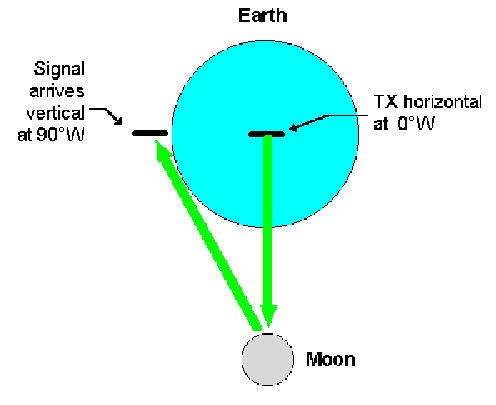 Earth
Signal
arrives
vertical
at 90°W
TX horizontal
at 0°W
Moon